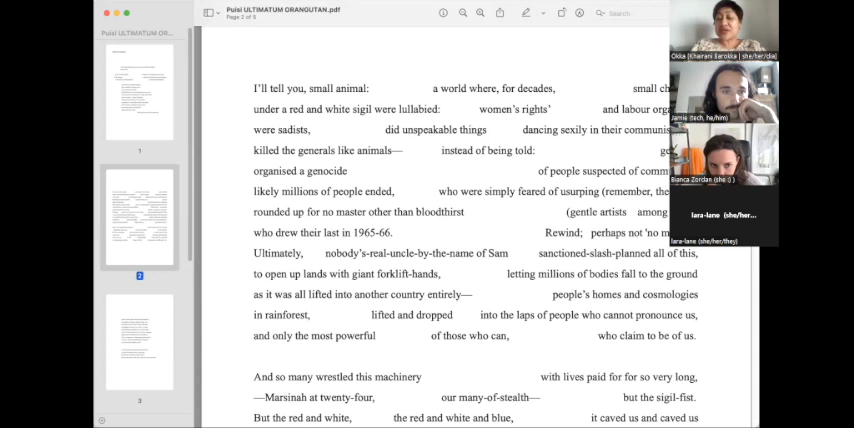 Puisi ULTIMATUM OR...
Puisi ULTIMATUM ORANGUTAN.pdf
Page 2 of 5
Search
1
2
3
I'll tell you, small animal: a world where, for decades, small ch
under a red and white sigil were lullabied: women's rights' and labour orga
were sadists, did unspeakable things dancing sexily in their communis
killed the generals like animals— instead of being told: ge
organised a genocide of people suspected of comm
likely millions of people ended, who were simply feared of usurping (remember, the
rounded up for no master other than bloodthirst (gentle artists among
who drew their last in 1965-66. Rewind; perhaps not 'no m
Ultimately, nobody's-real-uncle-by-the-name of Sam sanctioned-slash-planned all of this,
to open up lands with giant forklift-hands, letting millions of bodies fall to the ground
as it was all lifted into another country entirely— people's homes and cosmologies
in rainforest, lifted and dropped into the laps of people who cannot pronounce us,
and only the most powerful of those who can, who claim to be of us.
And so many wrestled this machinery with lives paid for for so very long,
—Marsinah at twenty-four, our many-of-stealth— but the sigil-fist.
But the red and white, the red and white and blue, it caved us and caved us
Okka [Khairani Barokka | she/her/dia]
Jamie (tech, he/him)
Bianca Zordan (she :) )
lara-lane (she/her...
lara-lane (she/her/they)